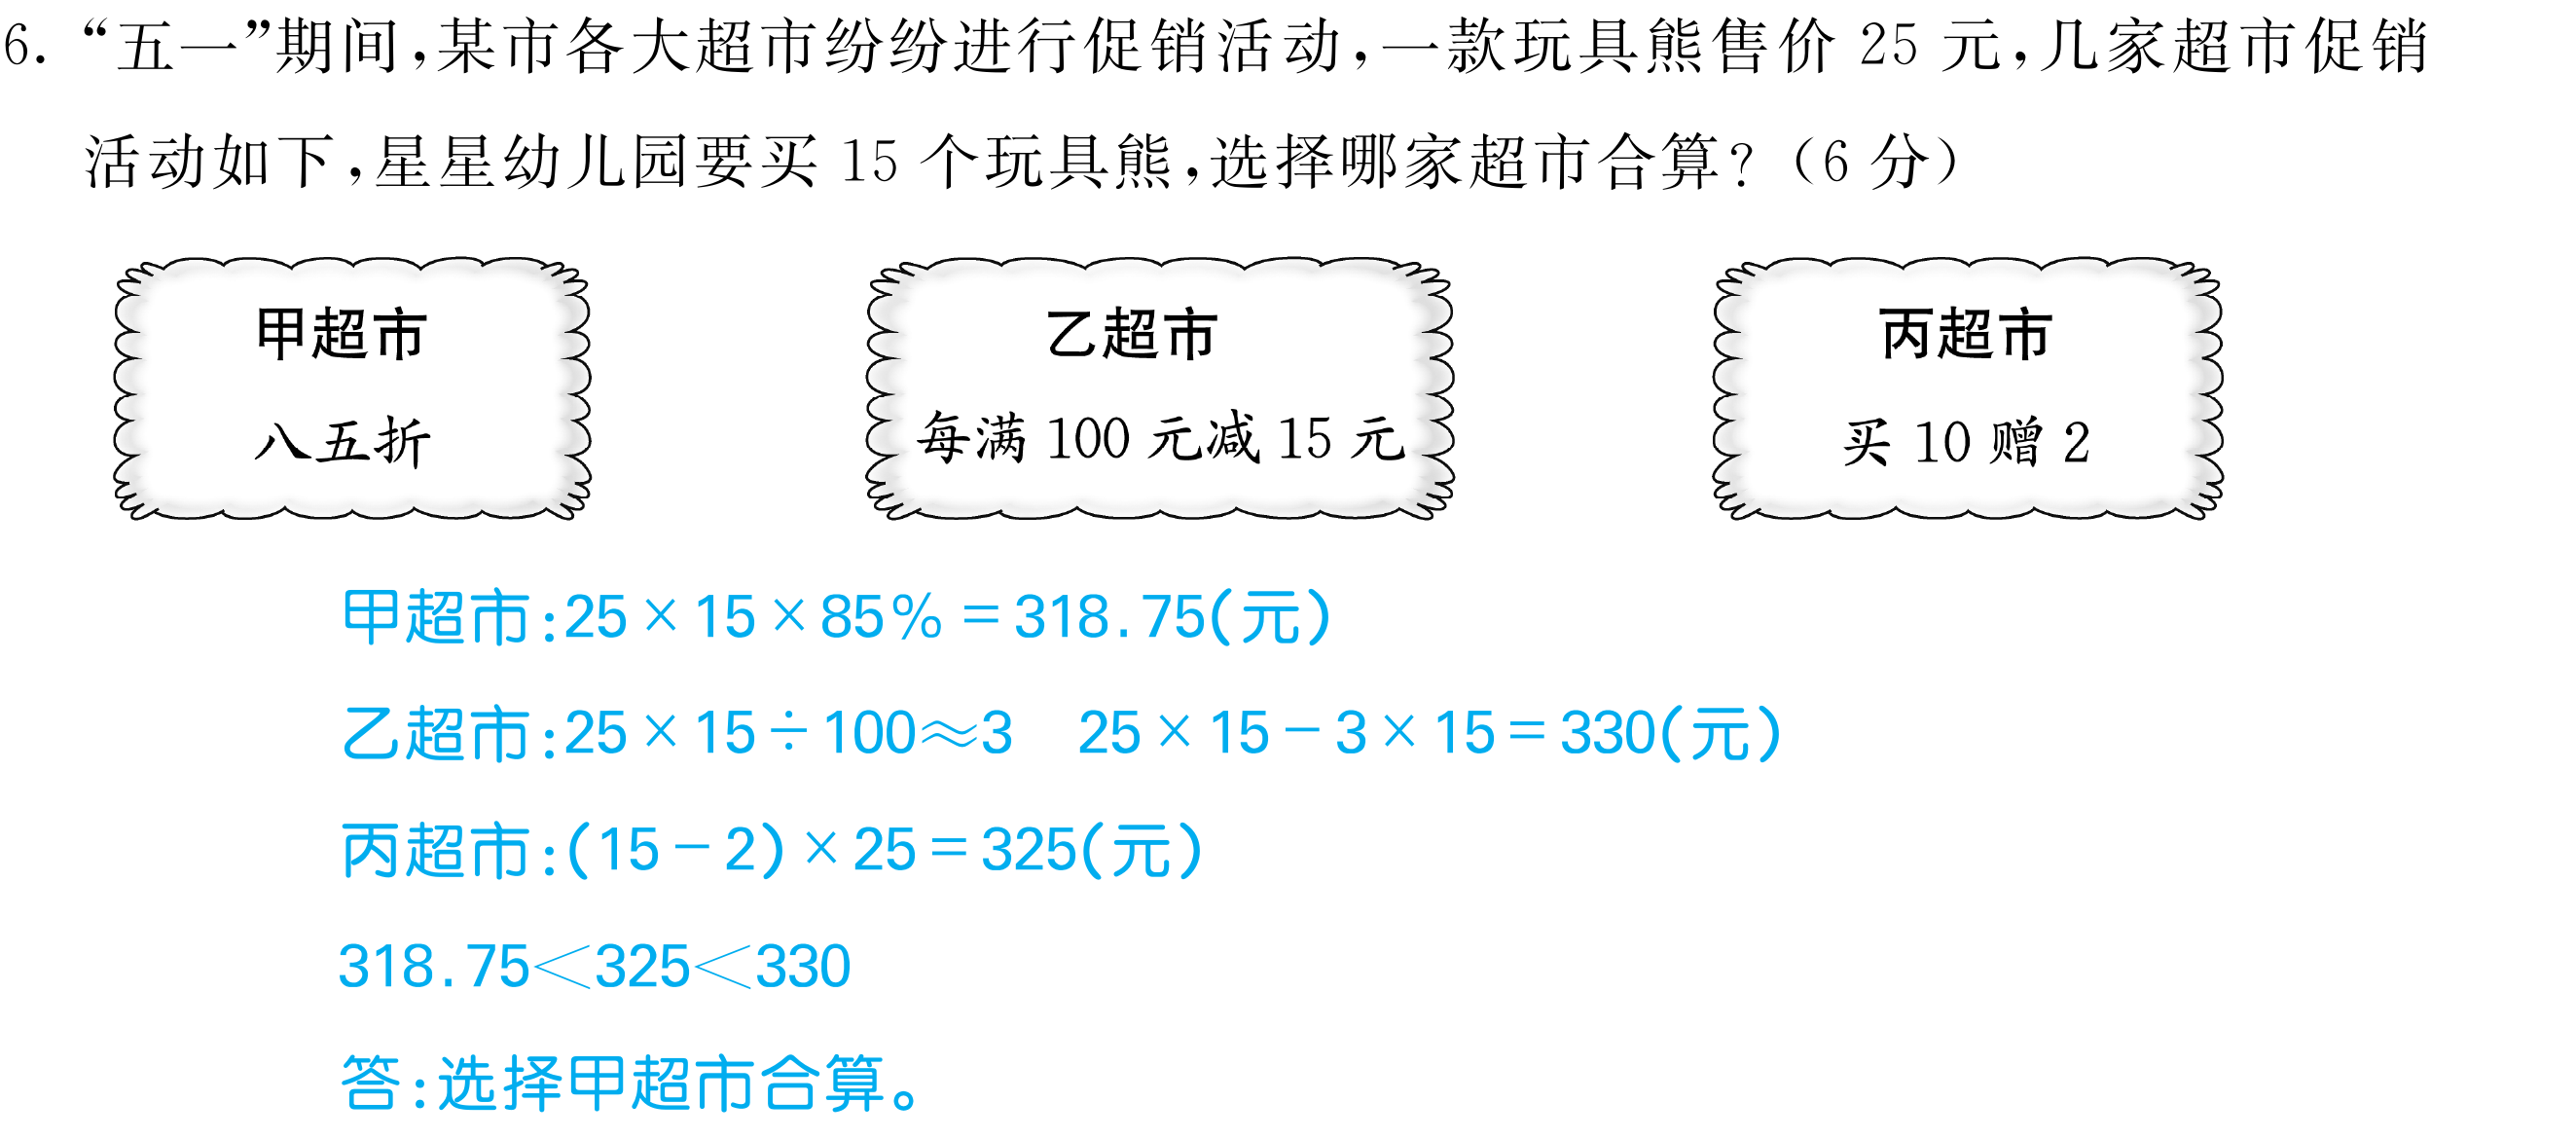 6. “五一”期间,某市各大超市纷纷进行促销活动,一款玩具熊售价 25 元,几家超市促销
活动如下,星星幼儿园要买 15 个玩具熊,选择哪家超市合算?(6 分)
甲超市
八五折
乙超市
每满 100 元减 15 元
丙超市
买 10 赠 2
甲超市:25×15×85%=318.75(元)
乙超市:25×15÷100≈3 25×15-3×15=330(元)
丙超市:(15-2)×25=325(元)
318.75<325<330
答:选择甲超市合算。